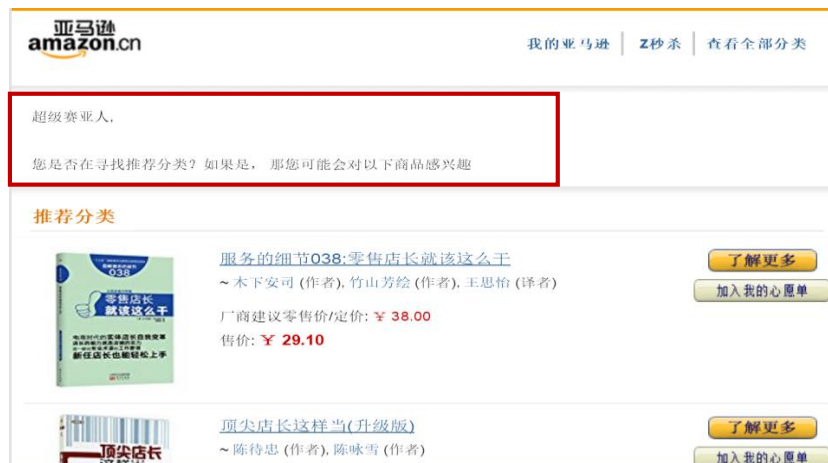 亚马逊
amazon.cn
我的亚马逊 | Z秒杀 | 查看全部分类
超级赛亚人,
您是否在寻找推荐分类? 如果是, 那您可能会对以下商品感兴趣
推荐分类
服务的细节038:零售店长就该这么干
~ 木下安司 (作者), 竹山芳绘 (作者), 王思怡 (译者)
厂商建议零售价/定价: ¥ 38.00
售价: ¥ 29.10
了解更多
加入我的心愿单
038
零售店长
就该这么干
新任店长也能轻松上手
顶尖店长这样当(升级版)
~ 陈待忠 (作者), 陈咏雪 (作者)
了解更多
加入我的心愿单
顶尖店长